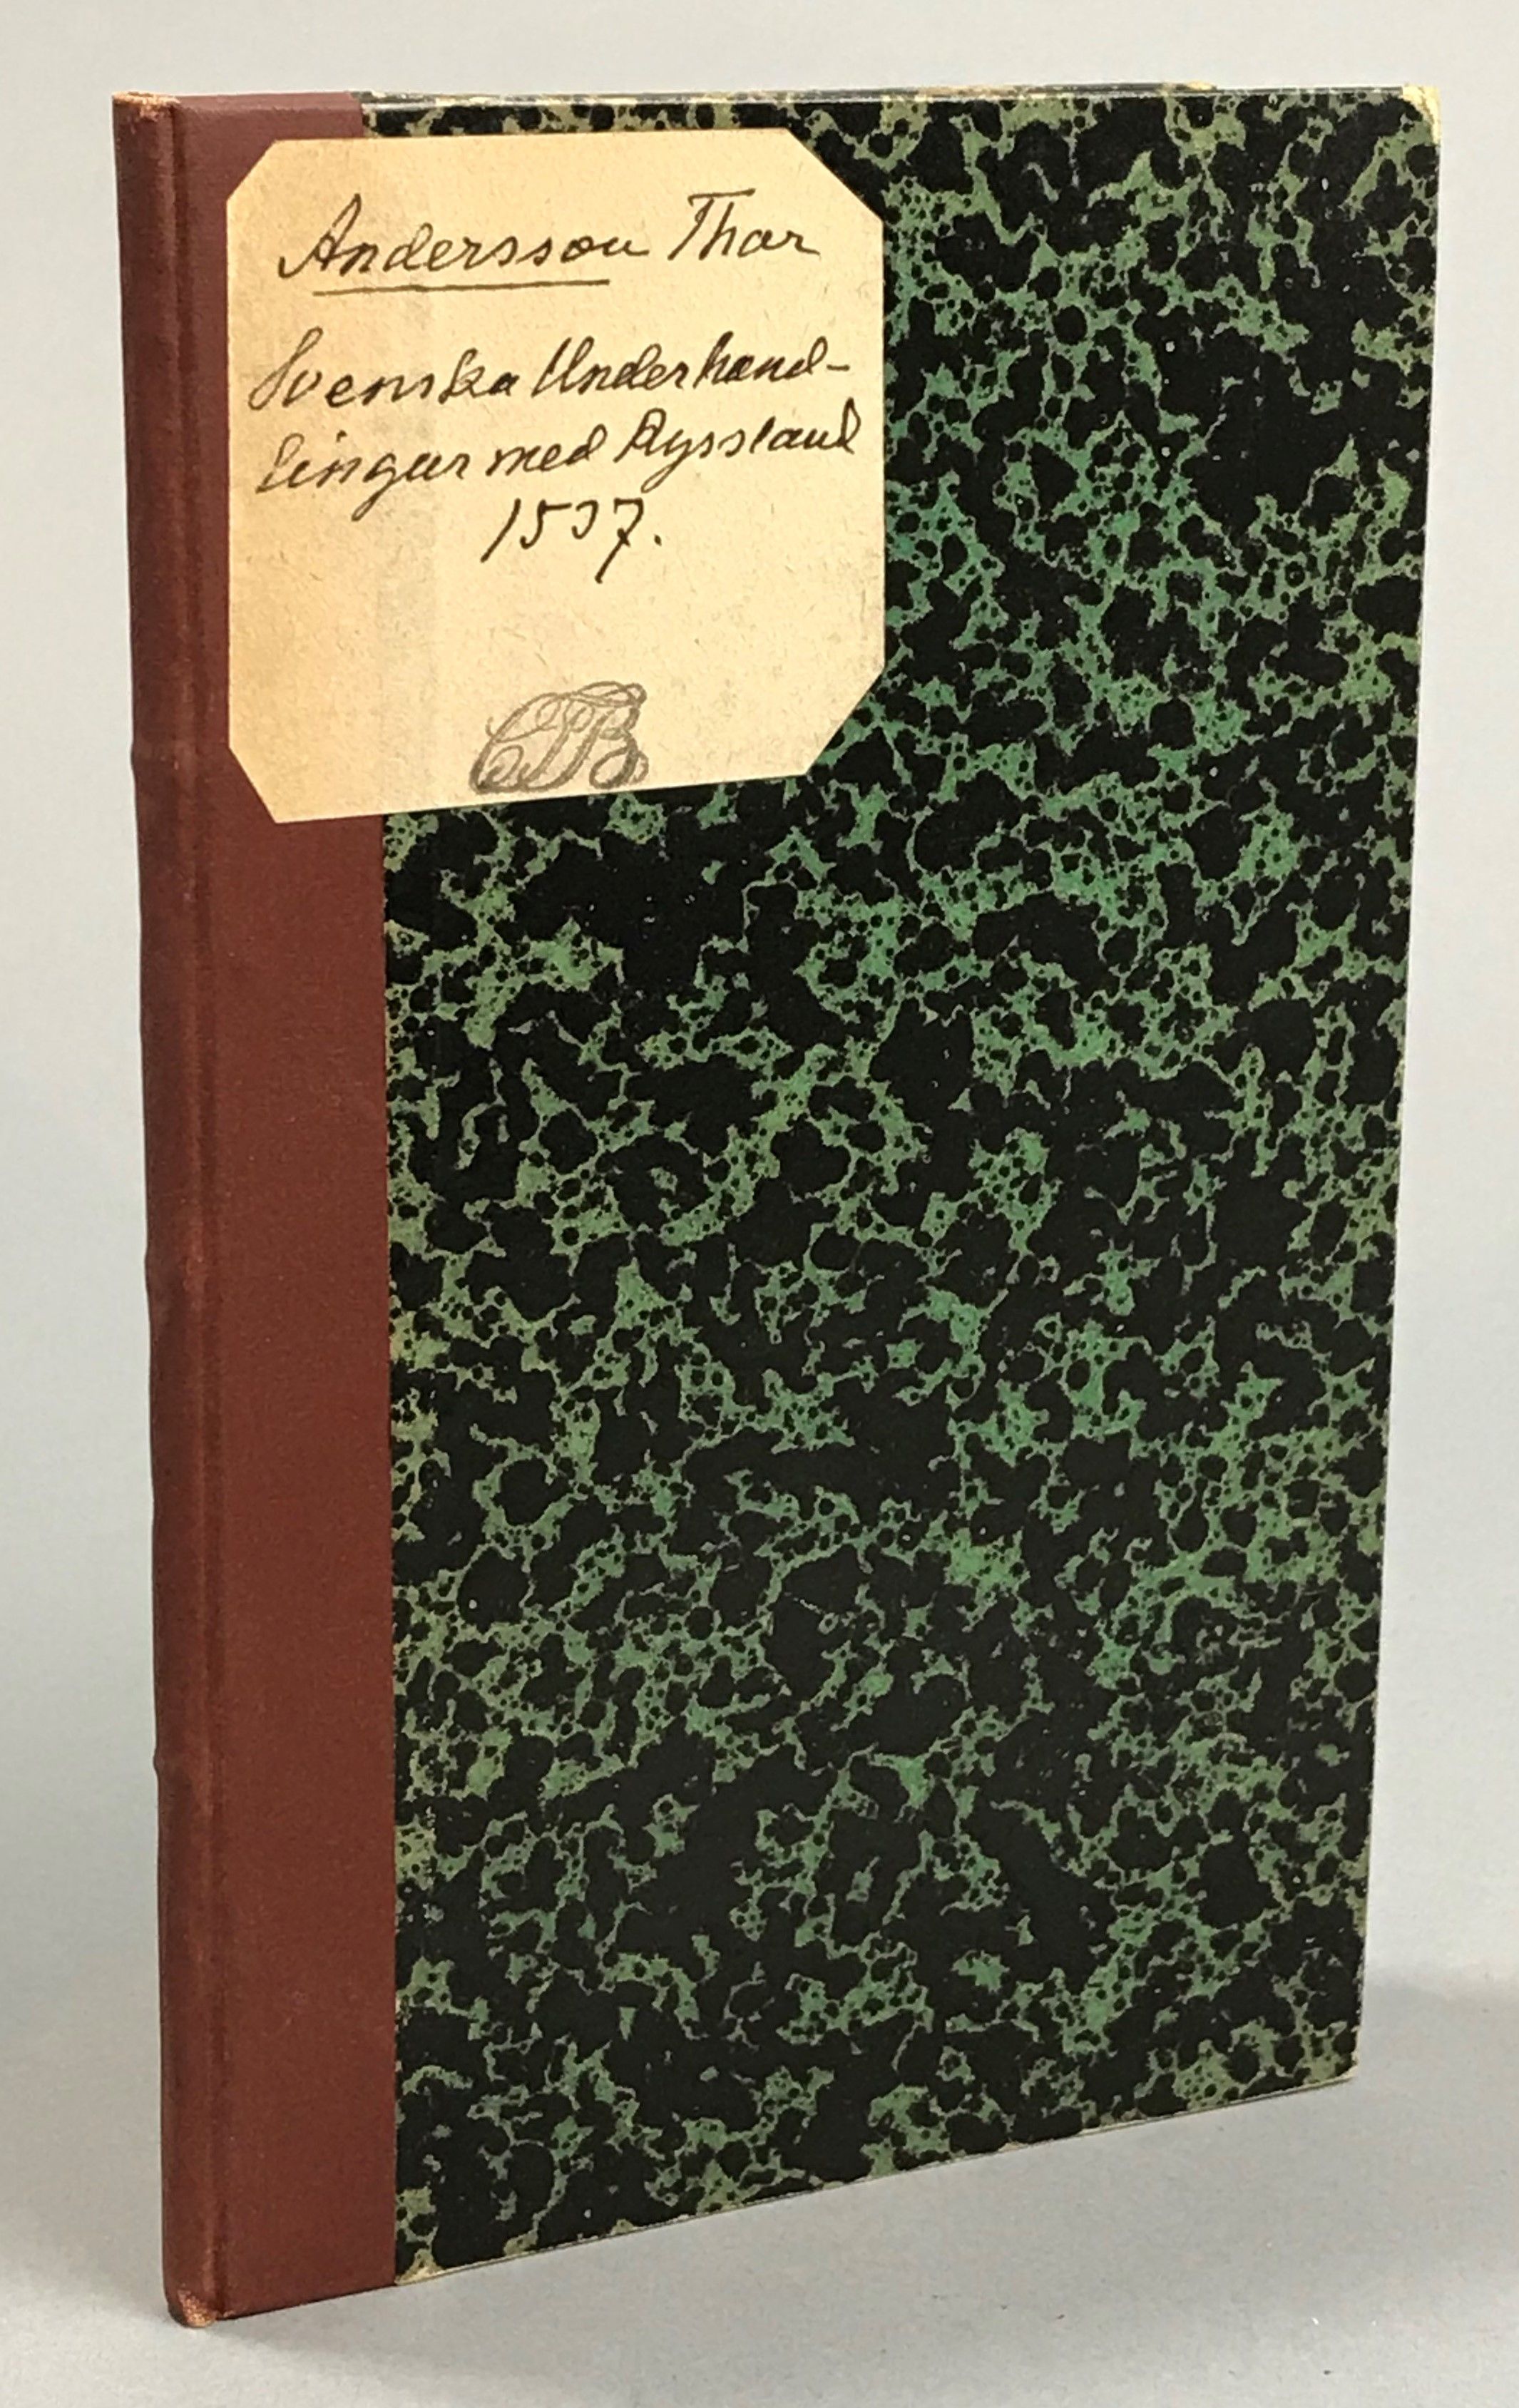 Andersson Thor
Svenska Underhand-
lingar med Ryssland
1537.